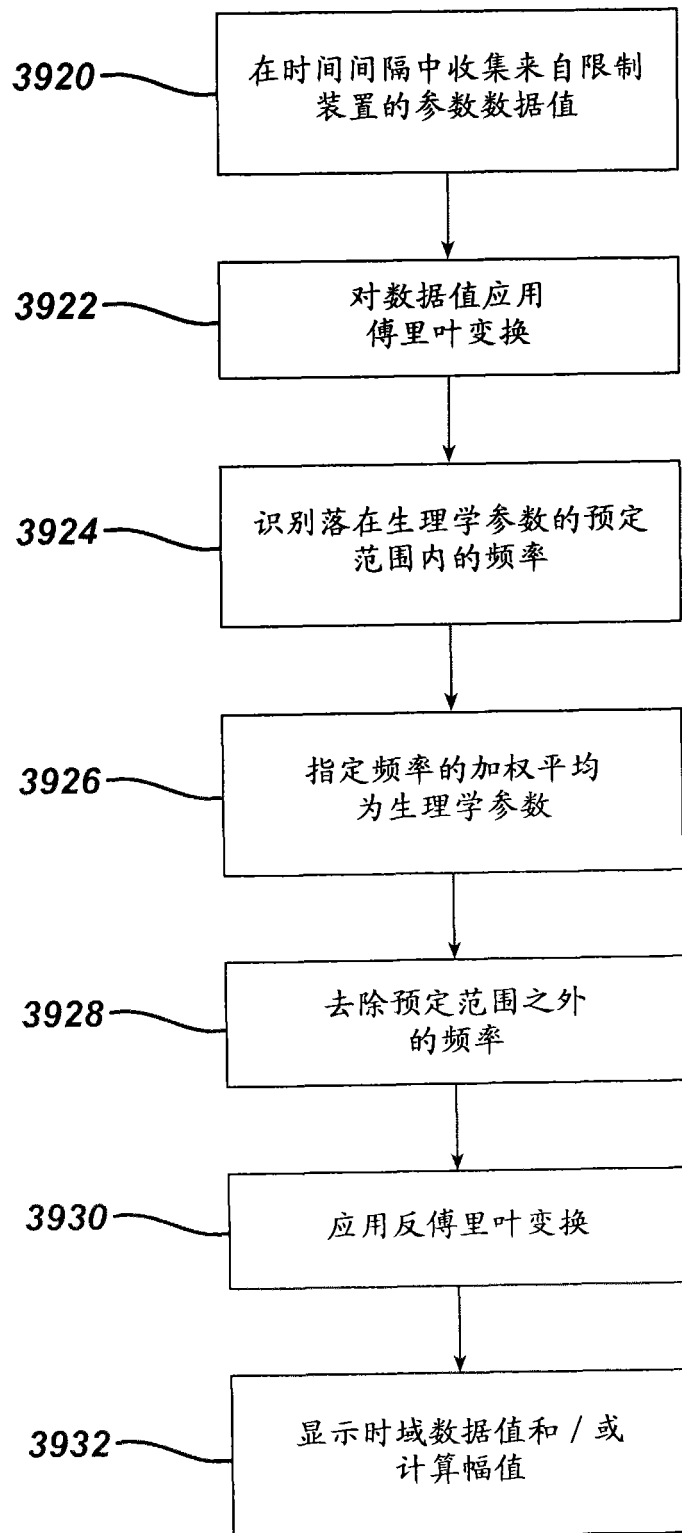 3920
在时间间隔中收集来自限制
装置的参数数据值
3922
对数据值应用
傅里叶变换
3924
识别落在生理学参数的预定
范围内的频率
3926
指定频率的加权平均
为生理学参数
3928
去除预定范围之外
的频率
3930
应用反傅里叶变换
3932
显示时域数据值和/或
计算幅值